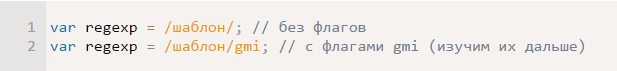 1 var regexp = /шаблон/; // без флагов
2 var regexp = /шаблон/gmi; // с флагами gmi (изучим их дальше)